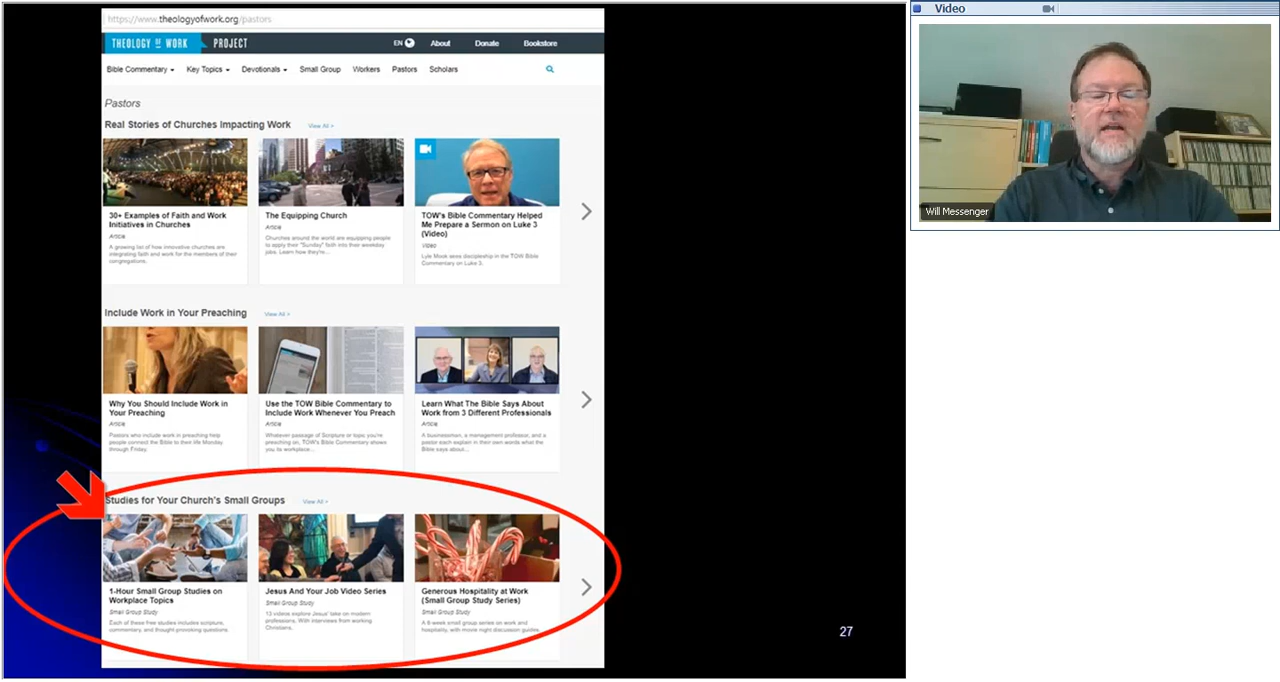 https://www.theologyofwork.org/pastors
THEOLOGY OF WORK PROJECT
EN About Donate Bookstore
Bible Commentary Key Topics Devotionals Small Group Workers Pastors Scholars
Pastors
Real Stories of Churches Impacting Work View All >
30+ Examples of Faith and Work
Initiatives in Churches
Article
A growing list of how innovative churches are
integrating faith and work for the members of their
congregations.
The Equipping Church
Article
Churches around the world are equipping people
to apply their "Sunday" faith into their weekday
jobs. Learn how they're...
TOW's Bible Commentary Helped
Me Prepare a Sermon on Luke 3
(Video)
Video
Lyle Mook sees discipleship in the TOW Bible
Commentary on Luke 3.
Include Work in Your Preaching View All >
Why You Should Include Work in
Your Preaching
Article
Pastors who include work in preaching help
people connect the Bible to their life Monday
through Friday.
Use the TOW Bible Commentary to
Include Work Whenever You Preach
Article
Whatever passage of Scripture or topic you're
preaching on, TOW's Bible Commentary shows
you its workplace...
Learn What The Bible Says About
Work from 3 Different Professionals
Article
A businessmen, a management professor, and a
pastor each explain in their own words what the
Bible says about...
Studies for Your Church's Small Groups View All >
1-Hour Small Group Studies on
Workplace Topics
Small Group Study
Each of these free studies includes scripture,
commentary, and thought-provoking questions.
Jesus And Your Job Video Series
Small Group Study
13 videos explore Jesus' take on modern
professions. With interviews from working
Christians.
Generous Hospitality at Work
(Small Group Study Series)
Small Group Study
A 6-week small group series on work and
hospitality, with movie night discussion guides.
27
Video
Will Messenger